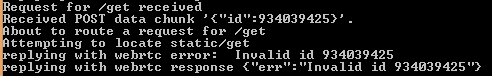 Request for /get received
Received POST data chunk '{"id":934039425}'.
About to route a request for /get
Attempting to locate static/get
replying with webrtc error:  Invalid id 934039425
replying with webrtc response {"err":"Invalid id 934039425"}